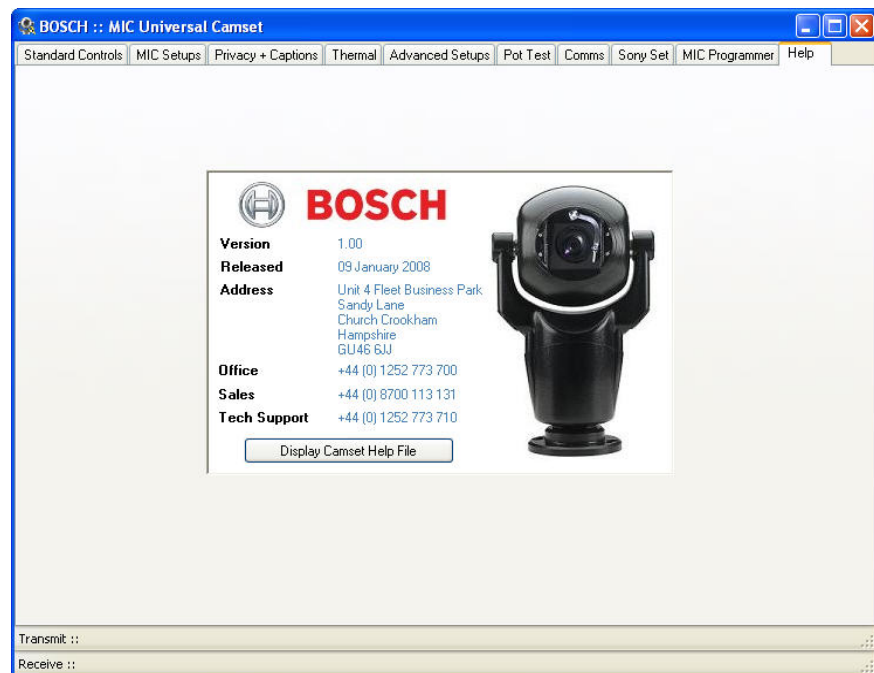 BOSCH :: MIC Universal Camset
Standard Controls MIC Setups Privacy + Captions Thermal Advanced Setups Pot Test Comms Sony Set MIC Programmer Help
BOSCH
Version 1.00
Released 09 January 2008
Address Unit 4 Fleet Business Park
Sandy Lane
Church Crookham
Hampshire
GU46 6JJ
Office +44 (0) 1252 773 700
Sales +44 (0) 8700 113 131
Tech Support +44 (0) 1252 773 710
Display Camset Help File
Transmit ::
Receive ::